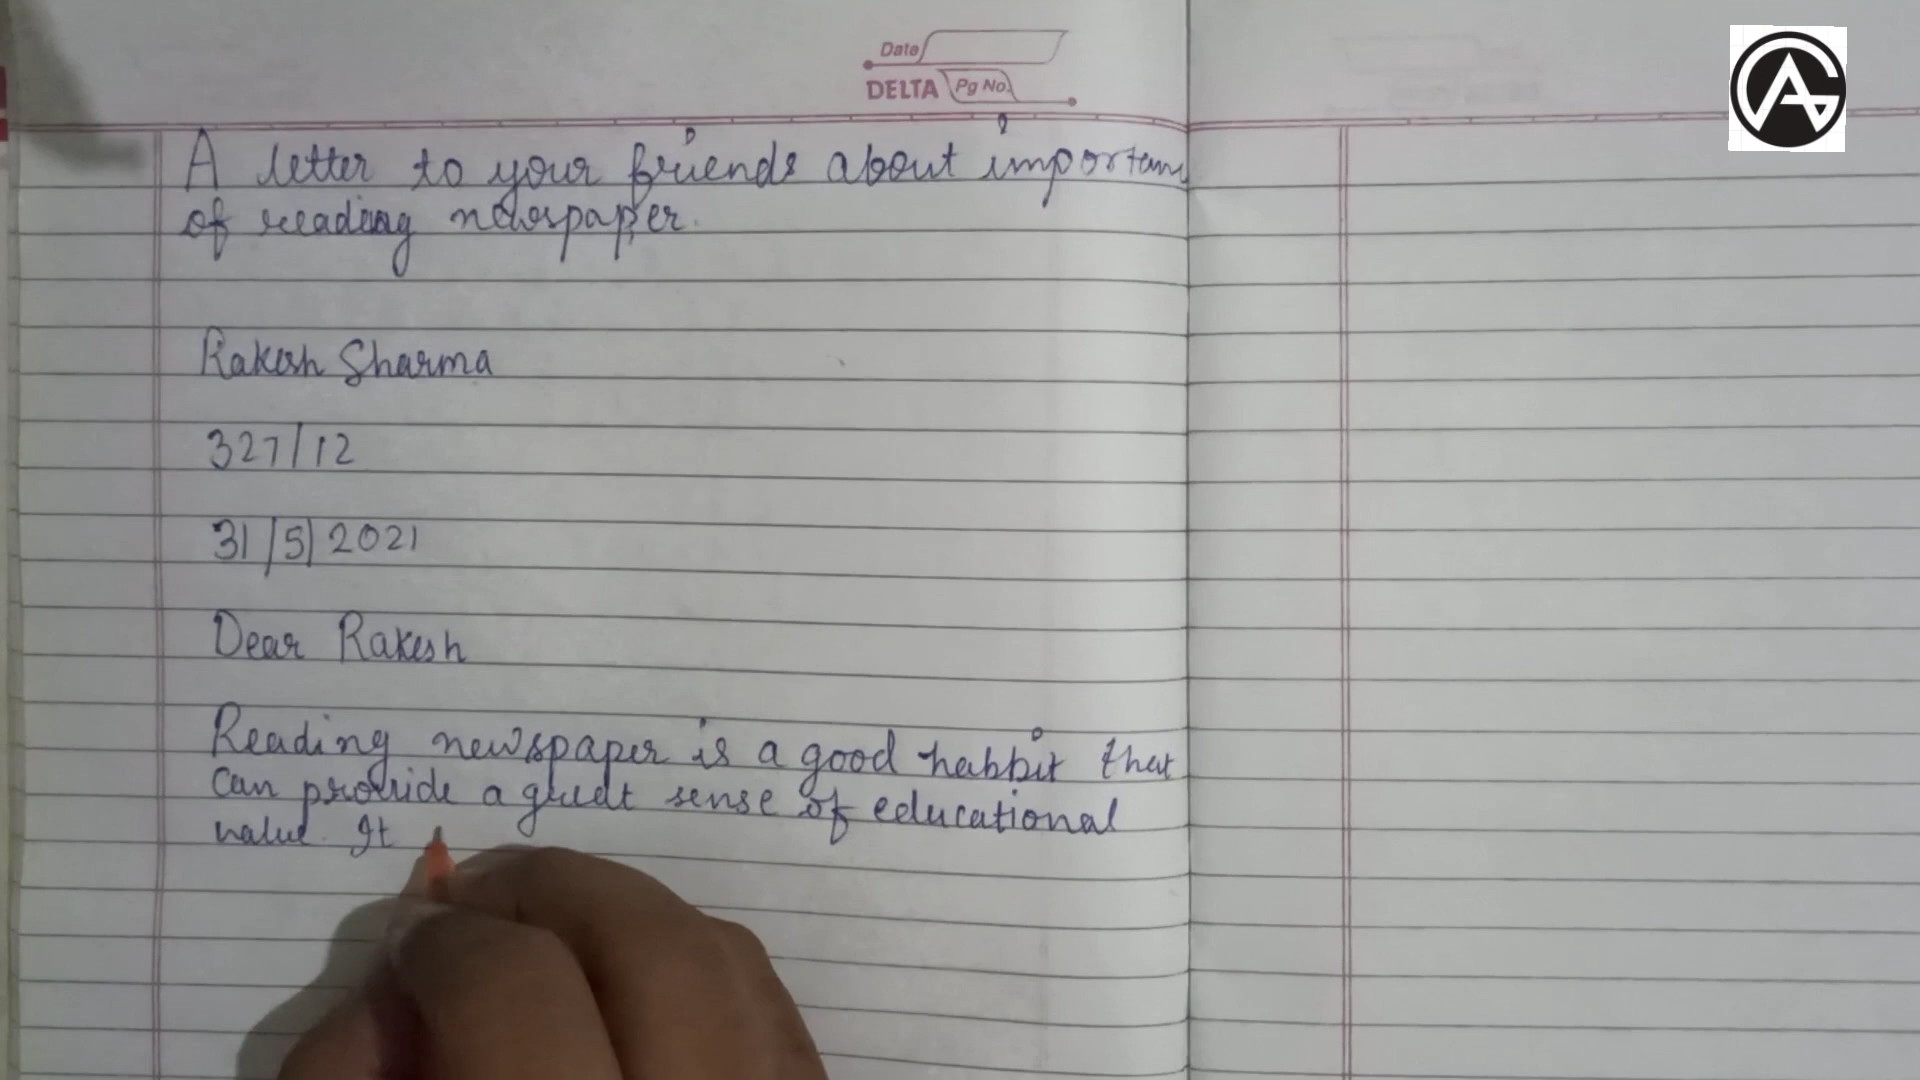 Date
DELTA Pg No.
A letter to your friends about importan
of reading newspaper.
Rakesh Sharma
327/12
31/5/2021
Dear Rakesh
Reading newspaper is a good habbit that
can provide a great sense of educational
value. It